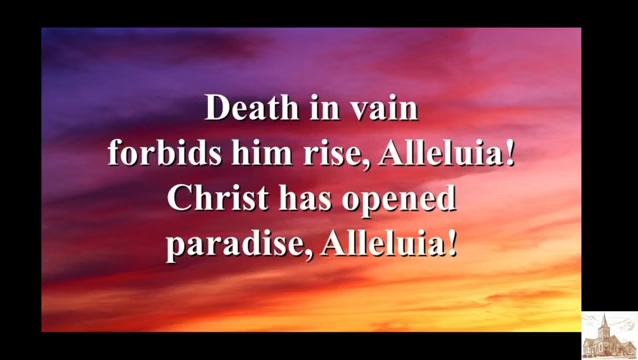 Death in vain
forbids him rise, Alleluia!
Christ has opened
paradise, Alleluia!